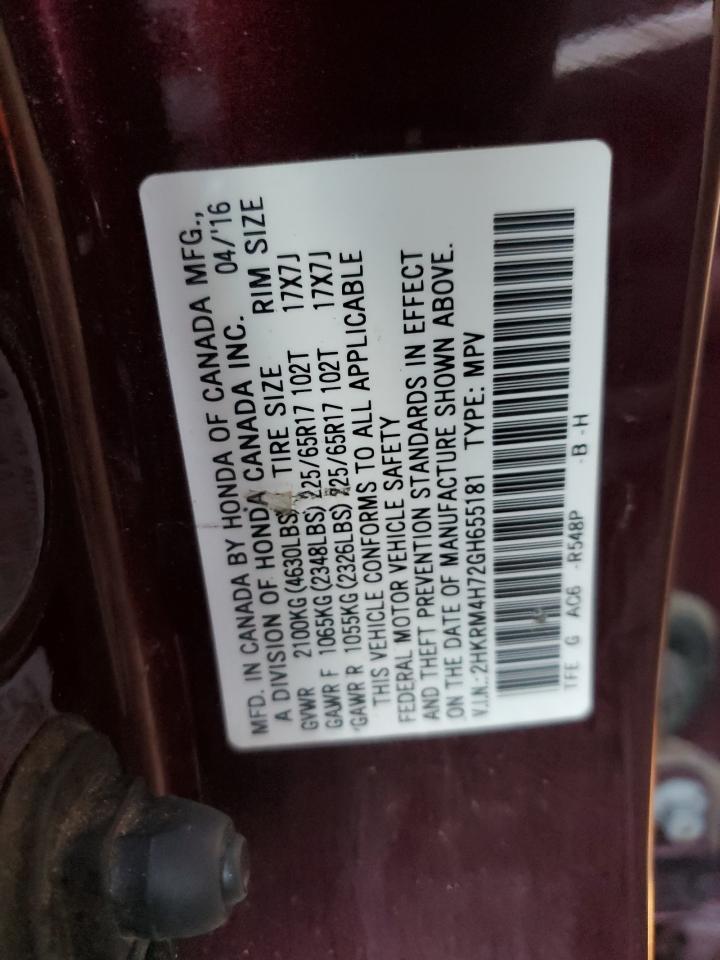 MFD. IN CANADA BY HONDA OF CANADA MFG.,
A DIVISION OF HONDA CANADA INC. 04/'16
GVWR 2100KG (4630LBS) TIRE SIZE RIM SIZE
GAWR F 1065KG (2348LBS) 225/65R17 102T 17X7J
GAWR R 1055KG (2326LBS) 225/65R17 102T 17X7J
THIS VEHICLE CONFORMS TO ALL APPLICABLE
FEDERAL MOTOR VEHICLE SAFETY
AND THEFT PREVENTION STANDARDS IN EFFECT
ON THE DATE OF MANUFACTURE SHOWN ABOVE.
V.I.N.: 2HKRM4H72GH655181 TYPE: MPV
TFE G AC6 -R548P -B -H